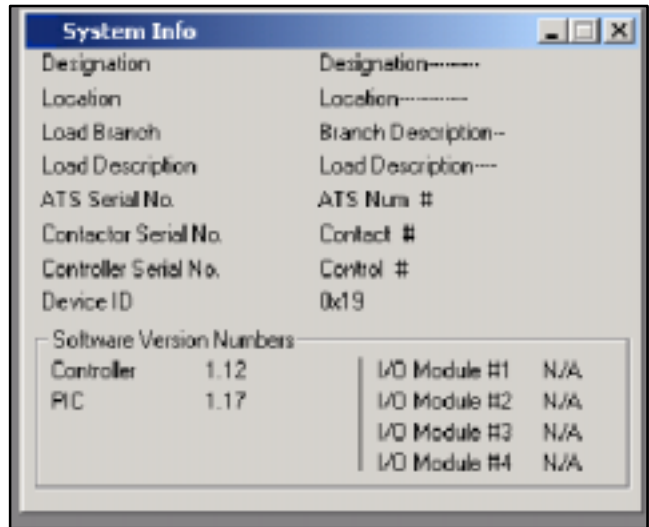 System Info
Designation Designation---------
Location Location------------
Load Branch Branch Description--
Load Description Load Description----
ATS Serial No. ATS Num #
Contactor Serial No. Contact #
Controller Serial No. Control #
Device ID 0x19
Software Version Numbers
Controller 1.12 I/O Module #1 N/A
PIC 1.17 I/O Module #2 N/A
I/O Module #3 N/A
I/O Module #4 N/A